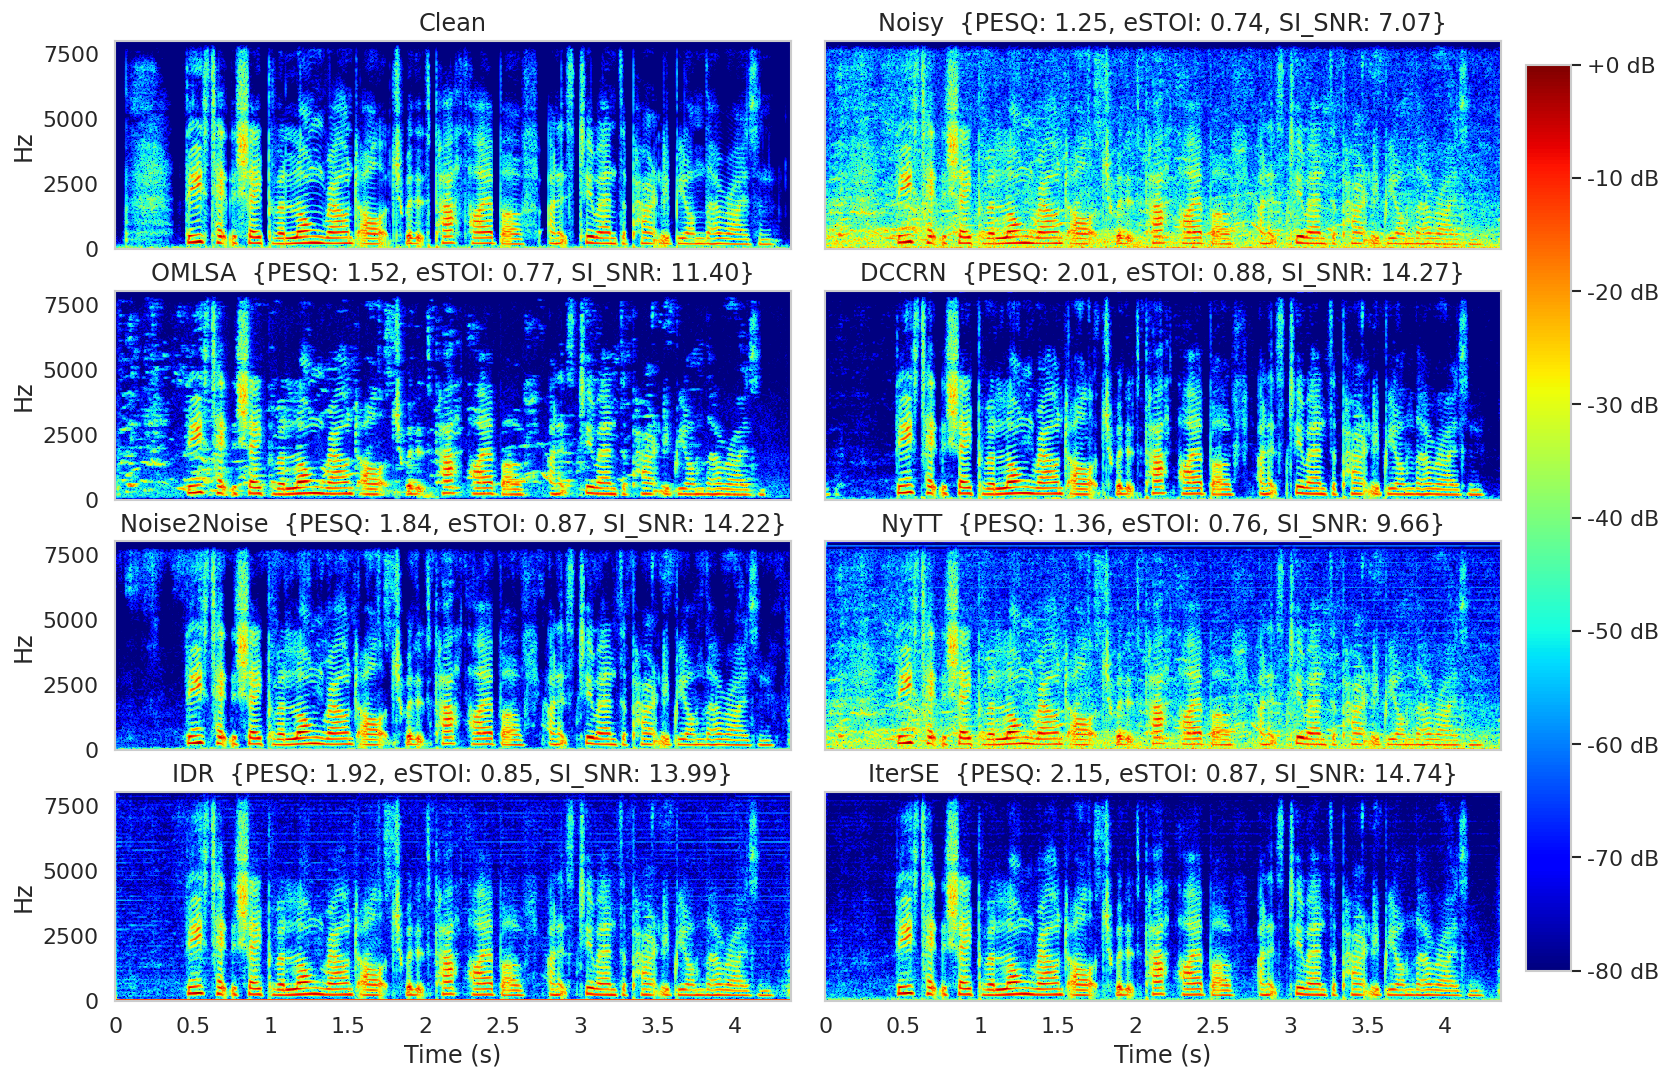 Clean
Noisy  {PESQ: 1.25, eSTOI: 0.74, SI_SNR: 7.07}
7500
5000
2500
0
Hz
OMLSA  {PESQ: 1.52, eSTOI: 0.77, SI_SNR: 11.40}
DCCRN  {PESQ: 2.01, eSTOI: 0.88, SI_SNR: 14.27}
7500
5000
2500
0
Hz
Noise2Noise  {PESQ: 1.84, eSTOI: 0.87, SI_SNR: 14.22}
NyTT  {PESQ: 1.36, eSTOI: 0.76, SI_SNR: 9.66}
7500
5000
2500
0
Hz
IDR  {PESQ: 1.92, eSTOI: 0.85, SI_SNR: 13.99}
IterSE  {PESQ: 2.15, eSTOI: 0.87, SI_SNR: 14.74}
7500
5000
2500
0
Hz
0 0.5 1 1.5 2 2.5 3 3.5 4
Time (s)
0 0.5 1 1.5 2 2.5 3 3.5 4
Time (s)
+0 dB
-10 dB
-20 dB
-30 dB
-40 dB
-50 dB
-60 dB
-70 dB
-80 dB